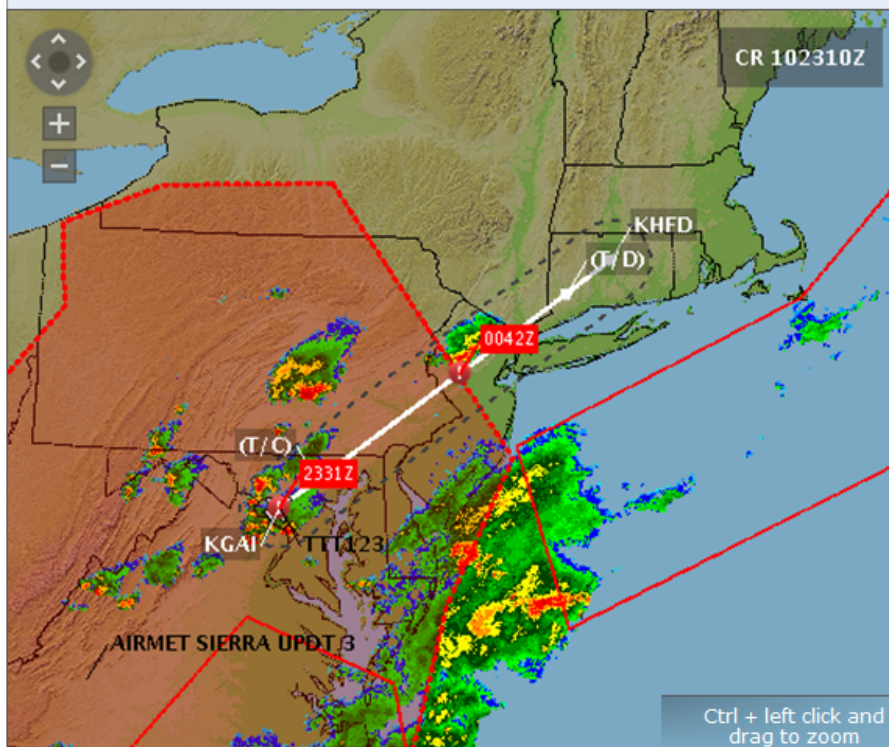 CR 102310Z
+
−
KHFD
(T/D)
0042Z
(T/C)
2331Z
KGAI
TTT123
AIRMET SIERRA UPDT 3
Ctrl + left click and
drag to zoom